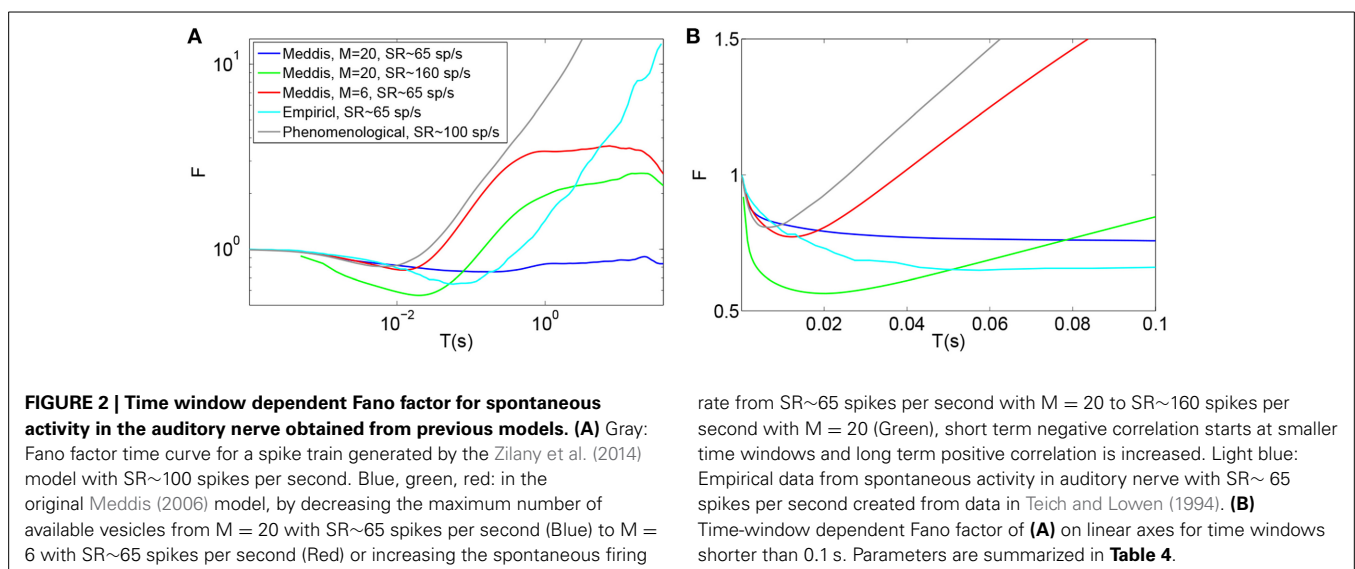 A
10^1
F
10^0
10^-2
10^0
T(s)
Meddis, M=20, SR~65 sp/s
Meddis, M=20, SR~160 sp/s
Meddis, M=6, SR~65 sp/s
Empiricl, SR~65 sp/s
Phenomenological, SR~100 sp/s
B
1.5
F
1
0.5
0.02
0.04
0.06
0.08
0.1
T(s)
FIGURE 2 | Time window dependent Fano factor for spontaneous
activity in the auditory nerve obtained from previous models. (A) Gray:
Fano factor time curve for a spike train generated by the Zilany et al. (2014)
model with SR~100 spikes per second. Blue, green, red: in the
original Meddis (2006) model, by decreasing the maximum number of
available vesicles from M = 20 with SR~65 spikes per second (Blue) to M =
6 with SR~65 spikes per second (Red) or increasing the spontaneous firing
rate from SR~65 spikes per second with M = 20 to SR~160 spikes per
second with M = 20 (Green), short term negative correlation starts at smaller
time windows and long term positive correlation is increased. Light blue:
Empirical data from spontaneous activity in auditory nerve with SR~ 65
spikes per second created from data in Teich and Lowen (1994). (B)
Time-window dependent Fano factor of (A) on linear axes for time windows
shorter than 0.1 s. Parameters are summarized in Table 4.